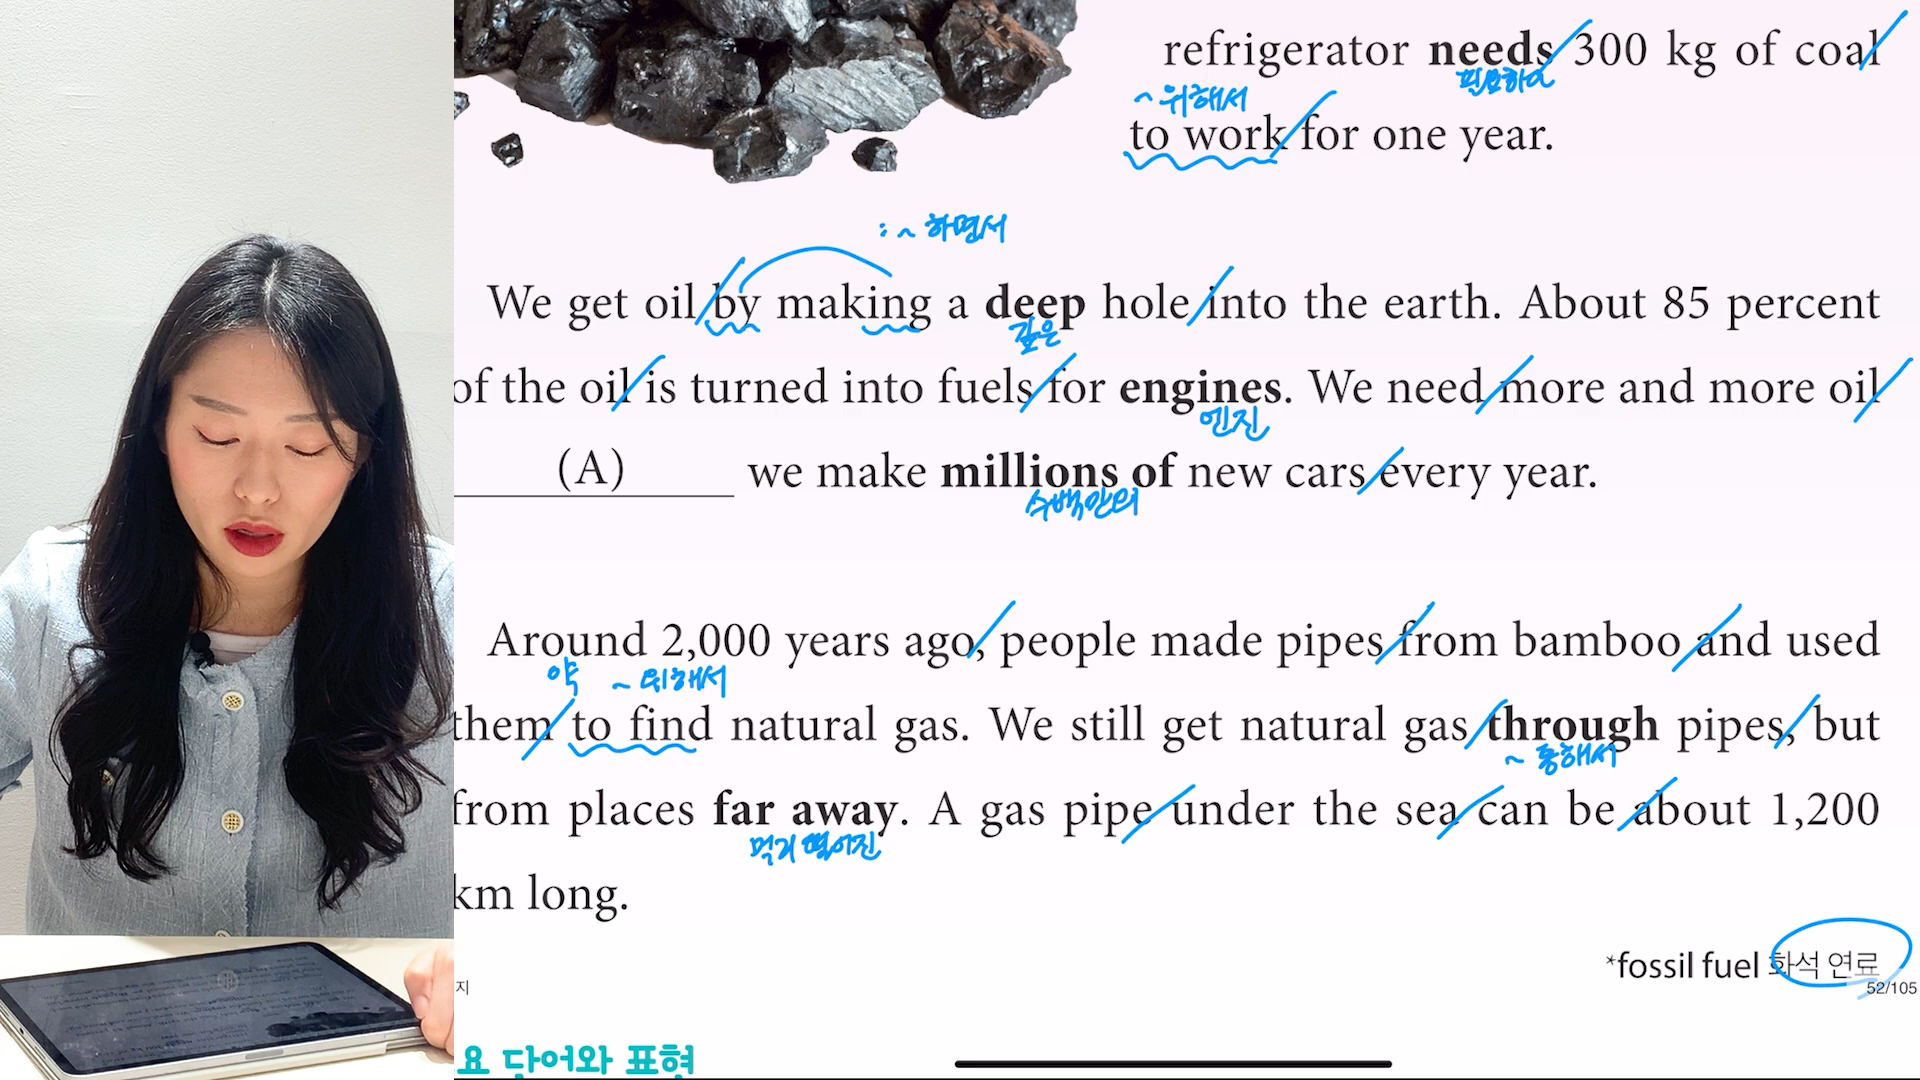 refrigerator needs 300 kg of coal
필요하다
~ 위해서
to work for one year.
: ~ 하면서
We get oil by making a deep hole into the earth. About 85 percent
깊은
of the oil is turned into fuels for engines. We need more and more oil
엔진
(A) we make millions of new cars every year.
수백만의
Around 2,000 years ago, people made pipes from bamboo and used
약 ~ 위해서
them to find natural gas. We still get natural gas through pipes, but
~ 통해서
from places far away. A gas pipe under the sea can be about 1,200
멀리 떨어진
km long.
*fossil fuel 화석 연료
지
52/105
요 단어와 표현